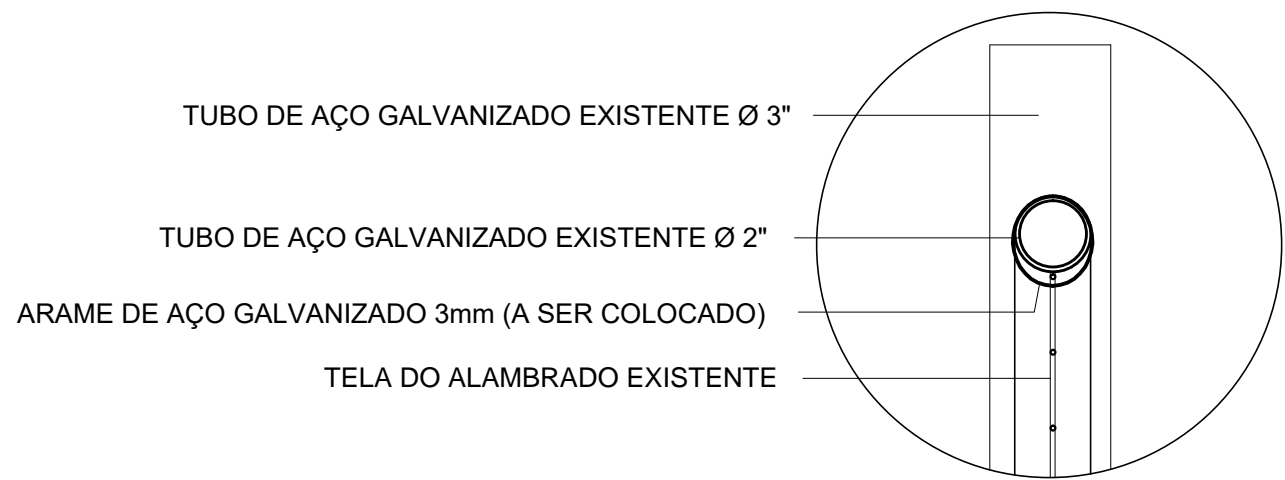 TUBO DE AÇO GALVANIZADO EXISTENTE Ø 3"
TUBO DE AÇO GALVANIZADO EXISTENTE Ø 2"
ARAME DE AÇO GALVANIZADO 3mm (A SER COLOCADO)
TELA DO ALAMBRADO EXISTENTE